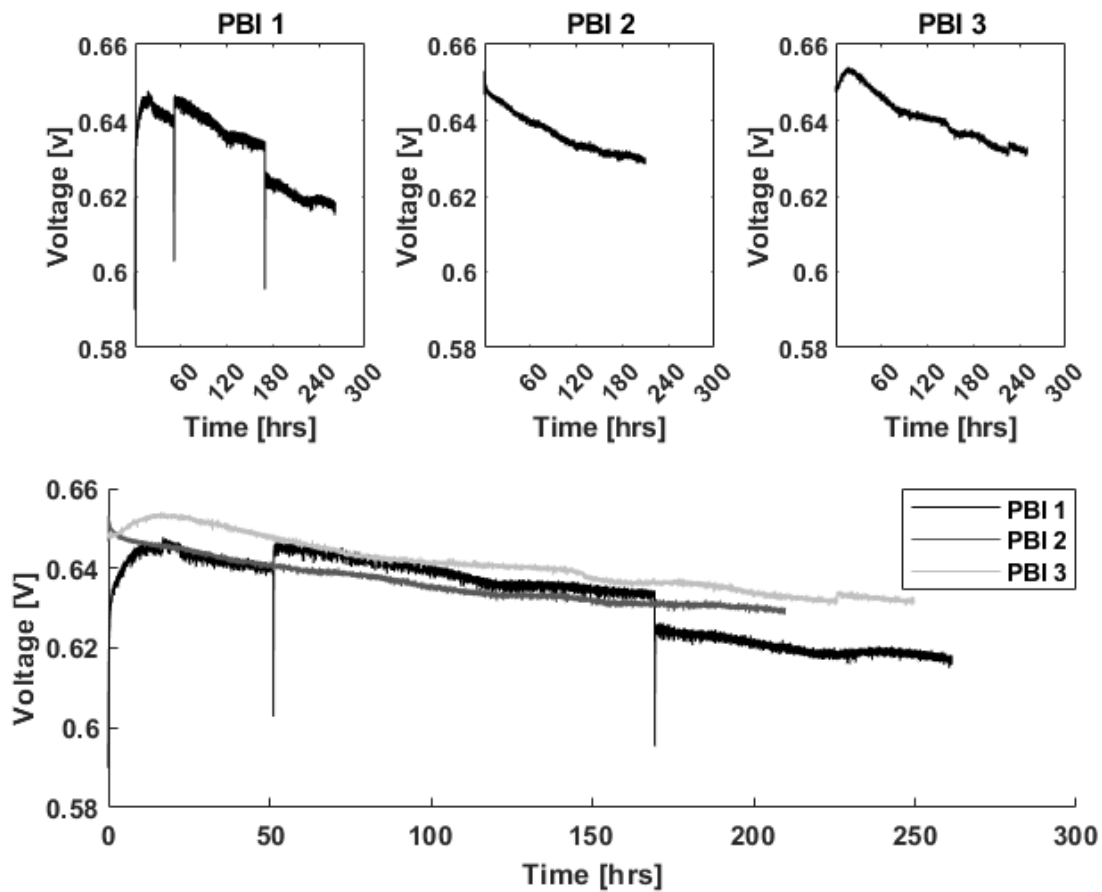 PBI 1 PBI 2 PBI 3
0.66 0.66 0.66
0.64 0.64 0.64
0.62 0.62 0.62
0.6 0.6 0.6
0.58 0.58 0.58
Voltage [v] Voltage [v] Voltage [v]
60 120 180 240 300 60 120 180 240 300 60 120 180 240 300
Time [hrs] Time [hrs] Time [hrs]
0.66
0.64
0.62
0.6
0.58
Voltage [V]
PBI 1
PBI 2
PBI 3
0 50 100 150 200 250 300
Time [hrs]